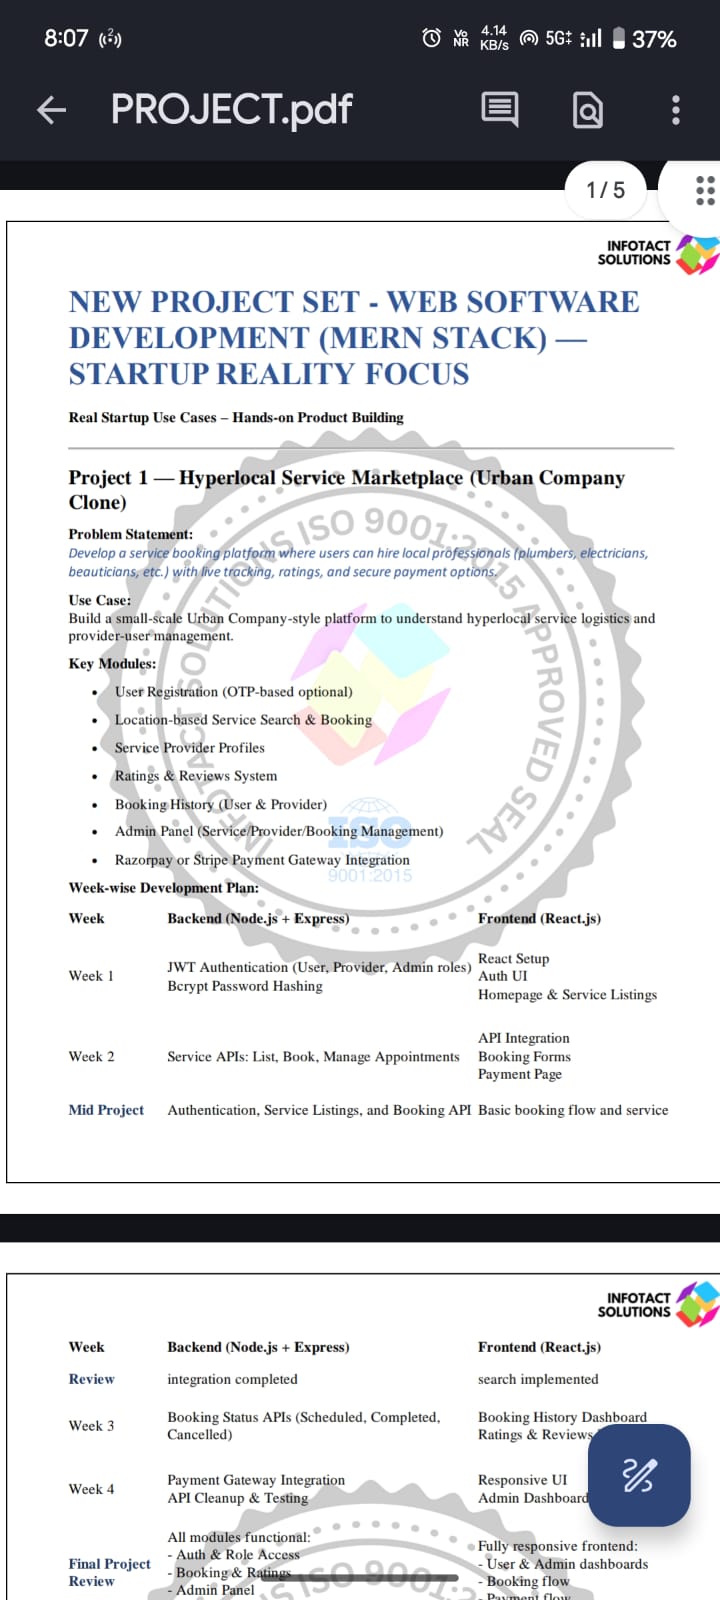 8:07
Vo NR 4.14 KB/s 5G 37%
PROJECT.pdf
1/5
INFOTACT
SOLUTIONS
NEW PROJECT SET - WEB SOFTWARE
DEVELOPMENT (MERN STACK) —
STARTUP REALITY FOCUS
Real Startup Use Cases – Hands-on Product Building
Project 1 — Hyperlocal Service Marketplace (Urban Company
Clone)
Problem Statement:
Develop a service booking platform where users can hire local professionals (plumbers, electricians,
beauticians, etc.) with live tracking, ratings, and secure payment options.
Use Case:
Build a small-scale Urban Company-style platform to understand hyperlocal service logistics and
provider-user management.
Key Modules:
• User Registration (OTP-based optional)
• Location-based Service Search & Booking
• Service Provider Profiles
• Ratings & Reviews System
• Booking History (User & Provider)
• Admin Panel (Service/Provider/Booking Management)
• Razorpay or Stripe Payment Gateway Integration
INFOTACT SOLUTIONS ISO 9001:2015 APPROVED SEAL
ISO
9001:2015
Week-wise Development Plan:
Week Backend (Node.js + Express) Frontend (React.js)
Week 1
JWT Authentication (User, Provider, Admin roles)
Bcrypt Password Hashing
React Setup
Auth UI
Homepage & Service Listings
Week 2
Service APIs: List, Book, Manage Appointments
API Integration
Booking Forms
Payment Page
Mid Project Authentication, Service Listings, and Booking API Basic booking flow and service
INFOTACT
SOLUTIONS
Week Backend (Node.js + Express) Frontend (React.js)
Review integration completed search implemented
Week 3
Booking Status APIs (Scheduled, Completed,
Cancelled)
Booking History Dashboard
Ratings & Reviews
Week 4
Payment Gateway Integration
API Cleanup & Testing
Responsive UI
Admin Dashboard
Final Project
Review
All modules functional:
- Auth & Role Access
- Booking & Ratings
- Admin Panel
Fully responsive frontend:
- User & Admin dashboards
- Booking flow
- Payment flow
ISO 9001:2